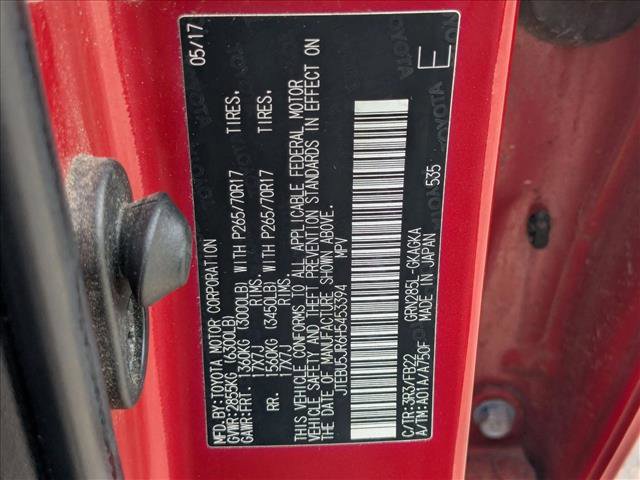 MFD.BY:TOYOTA MOTOR CORPORATION 05/17
GVWR:2855KG (6300LB)
GAWR:FRT. 1360KG (3000LB) WITH P265/70R17 TIRES,
17X7J RIMS,
RR. 1560KG (3450LB) WITH P265/70R17 TIRES,
17X7J RIMS,
THIS VEHICLE CONFORMS TO ALL APPLICABLE FEDERAL MOTOR
VEHICLE SAFETY AND THEFT PREVENTION STANDARDS IN EFFECT ON
THE DATE OF MANUFACTURE SHOWN ABOVE.
JTEBU5JR6H5453394 MPV
C/TR:3R3/FB22 GRN285L-GKAGKA 535
A/TM:A01A/A750F MADE IN JAPAN E